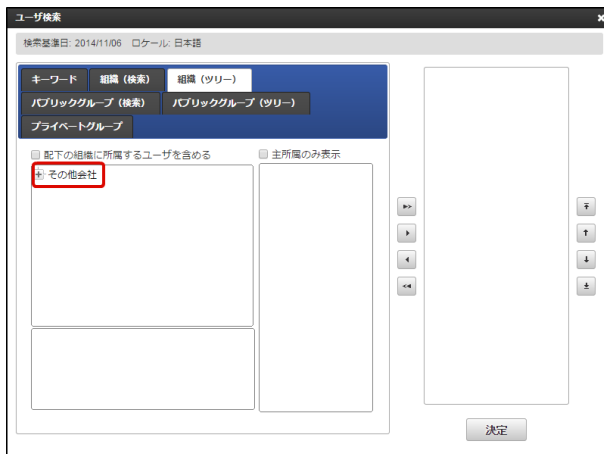 ユーザ検索
検索基準日: 2014/11/06 ロケール: 日本語
キーワード 組織（検索） 組織（ツリー）
パブリックグループ（検索） パブリックグループ（ツリー）
プライベートグループ
配下の組織に所属するユーザを含める 主所属のみ表示
その他会社
決定